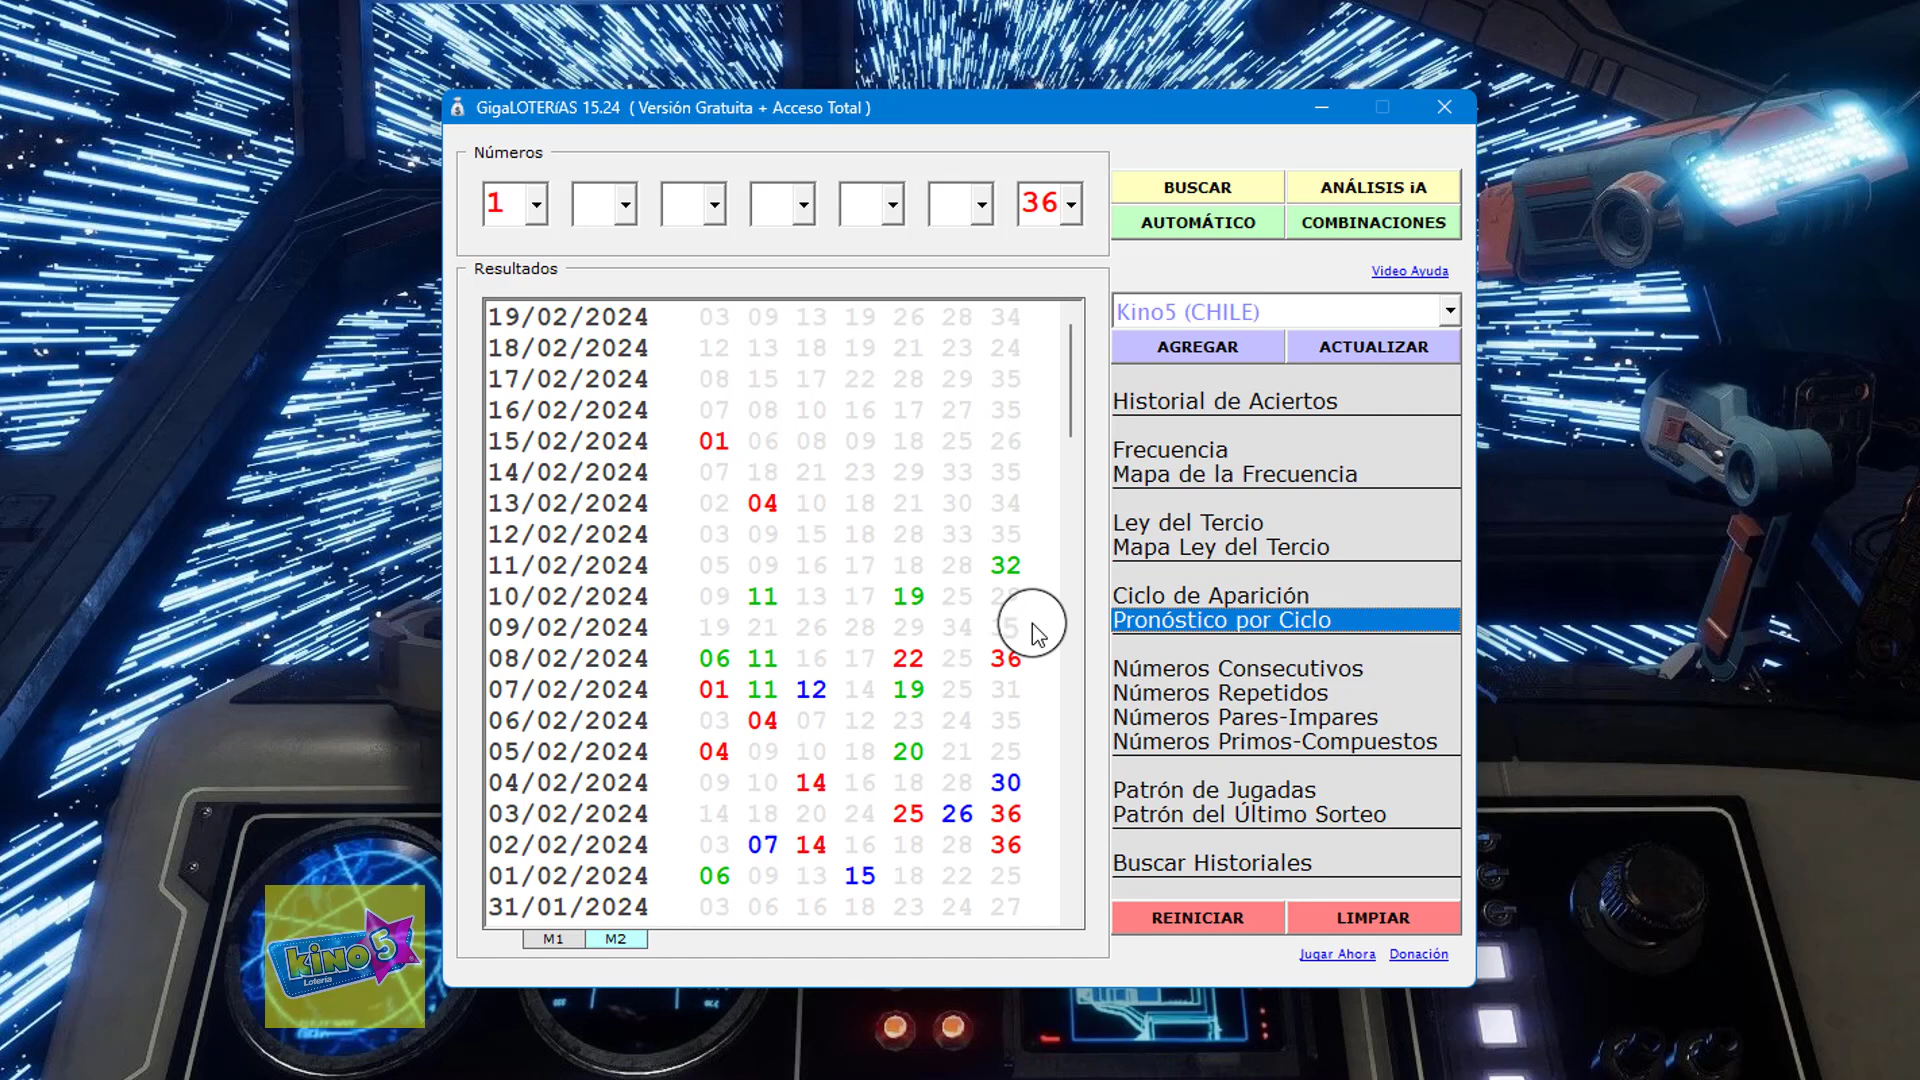 GigaLOTERíAS 15.24 ( Versión Gratuita + Acceso Total )
Números
1 36
BUSCAR ANÁLISIS iA
AUTOMÁTICO COMBINACIONES
Video Ayuda
Resultados
19/02/2024 03 09 13 19 26 28 34
18/02/2024 12 13 18 19 21 23 24
17/02/2024 08 15 17 22 28 29 35
16/02/2024 07 08 10 16 17 27 35
15/02/2024 01 06 08 09 18 25 26
14/02/2024 07 18 21 23 29 33 35
13/02/2024 02 04 10 18 21 30 34
12/02/2024 03 09 15 18 28 33 35
11/02/2024 05 09 16 17 18 28 32
10/02/2024 09 11 13 17 19 25
09/02/2024 19 21 26 28 29 34 35
08/02/2024 06 11 16 17 22 25 36
07/02/2024 01 11 12 14 19 25 31
06/02/2024 03 04 07 12 23 24 35
05/02/2024 04 09 10 18 20 21 25
04/02/2024 09 10 14 16 18 28 30
03/02/2024 14 18 20 24 25 26 36
02/02/2024 03 07 14 16 18 28 36
01/02/2024 06 09 13 15 18 22 25
31/01/2024 03 06 16 18 23 24 27
M1 M2
Kino5 (CHILE)
AGREGAR ACTUALIZAR
Historial de Aciertos
Frecuencia
Mapa de la Frecuencia
Ley del Tercio
Mapa Ley del Tercio
Ciclo de Aparición
Pronóstico por Ciclo
Números Consecutivos
Números Repetidos
Números Pares-Impares
Números Primos-Compuestos
Patrón de Jugadas
Patrón del Último Sorteo
Buscar Historiales
REINICIAR LIMPIAR
Jugar Ahora Donación
kino 5
Loteria